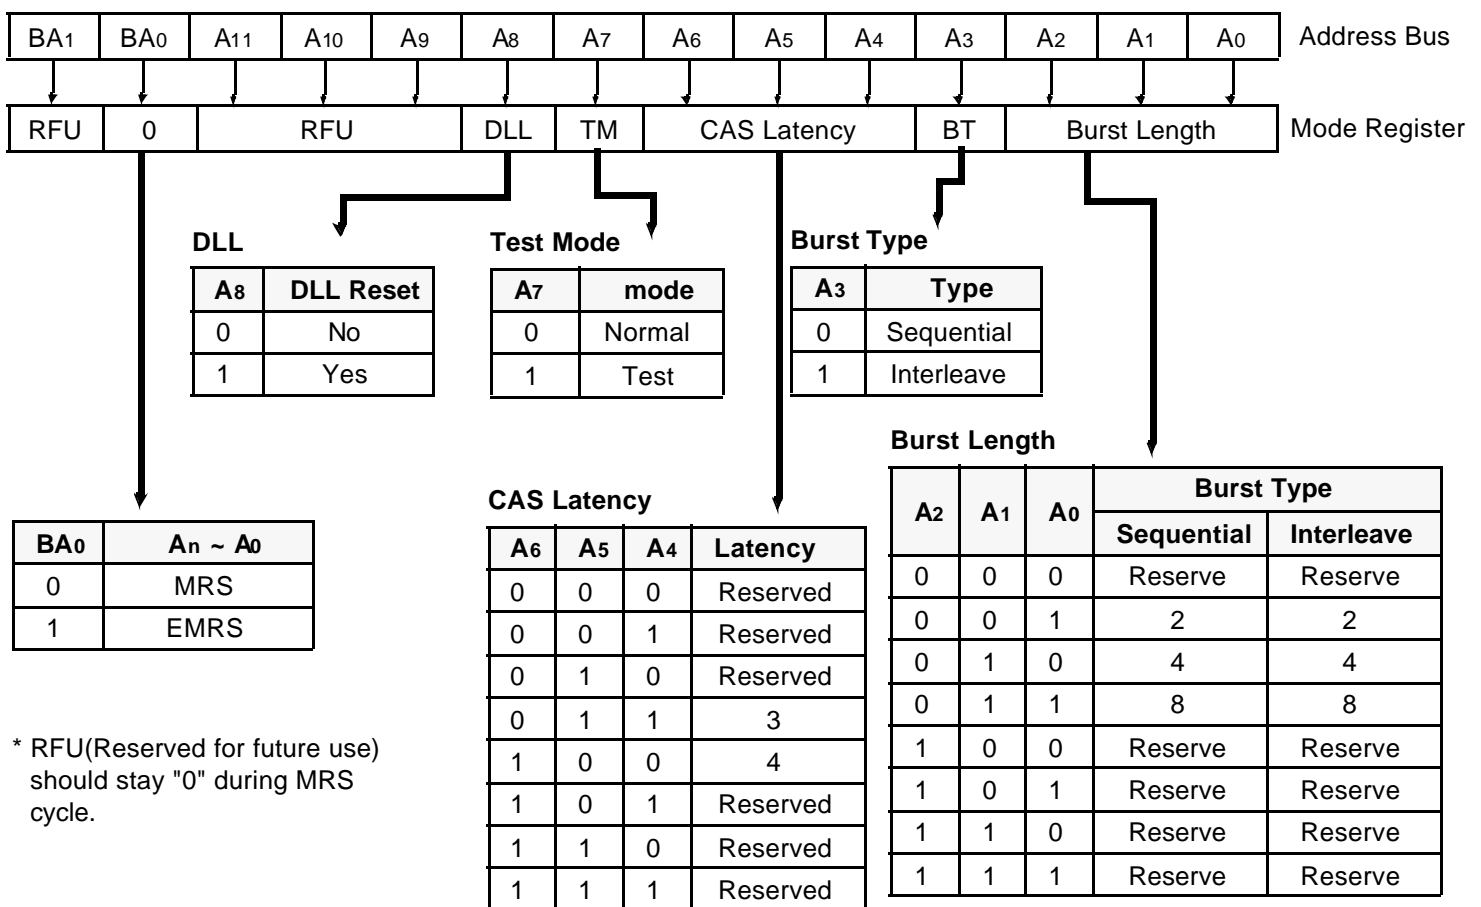 BA1 BA0 A11 A10 A9 A8 A7 A6 A5 A4 A3 A2 A1 A0 Address Bus
RFU 0 RFU DLL TM CAS Latency BT Burst Length Mode Register
DLL
A8 DLL Reset
0 No
1 Yes
Test Mode
A7 mode
0 Normal
1 Test
Burst Type
A3 Type
0 Sequential
1 Interleave
BA0 An ~ A0
0 MRS
1 EMRS
* RFU(Reserved for future use)
should stay "0" during MRS
cycle.
CAS Latency
A6 A5 A4 Latency
0 0 0 Reserved
0 0 1 Reserved
0 1 0 Reserved
0 1 1 3
1 0 0 4
1 0 1 Reserved
1 1 0 Reserved
1 1 1 Reserved
Burst Length
A2 A1 A0 Burst Type
Sequential Interleave
0 0 0 Reserve Reserve
0 0 1 2 2
0 1 0 4 4
0 1 1 8 8
1 0 0 Reserve Reserve
1 0 1 Reserve Reserve
1 1 0 Reserve Reserve
1 1 1 Reserve Reserve